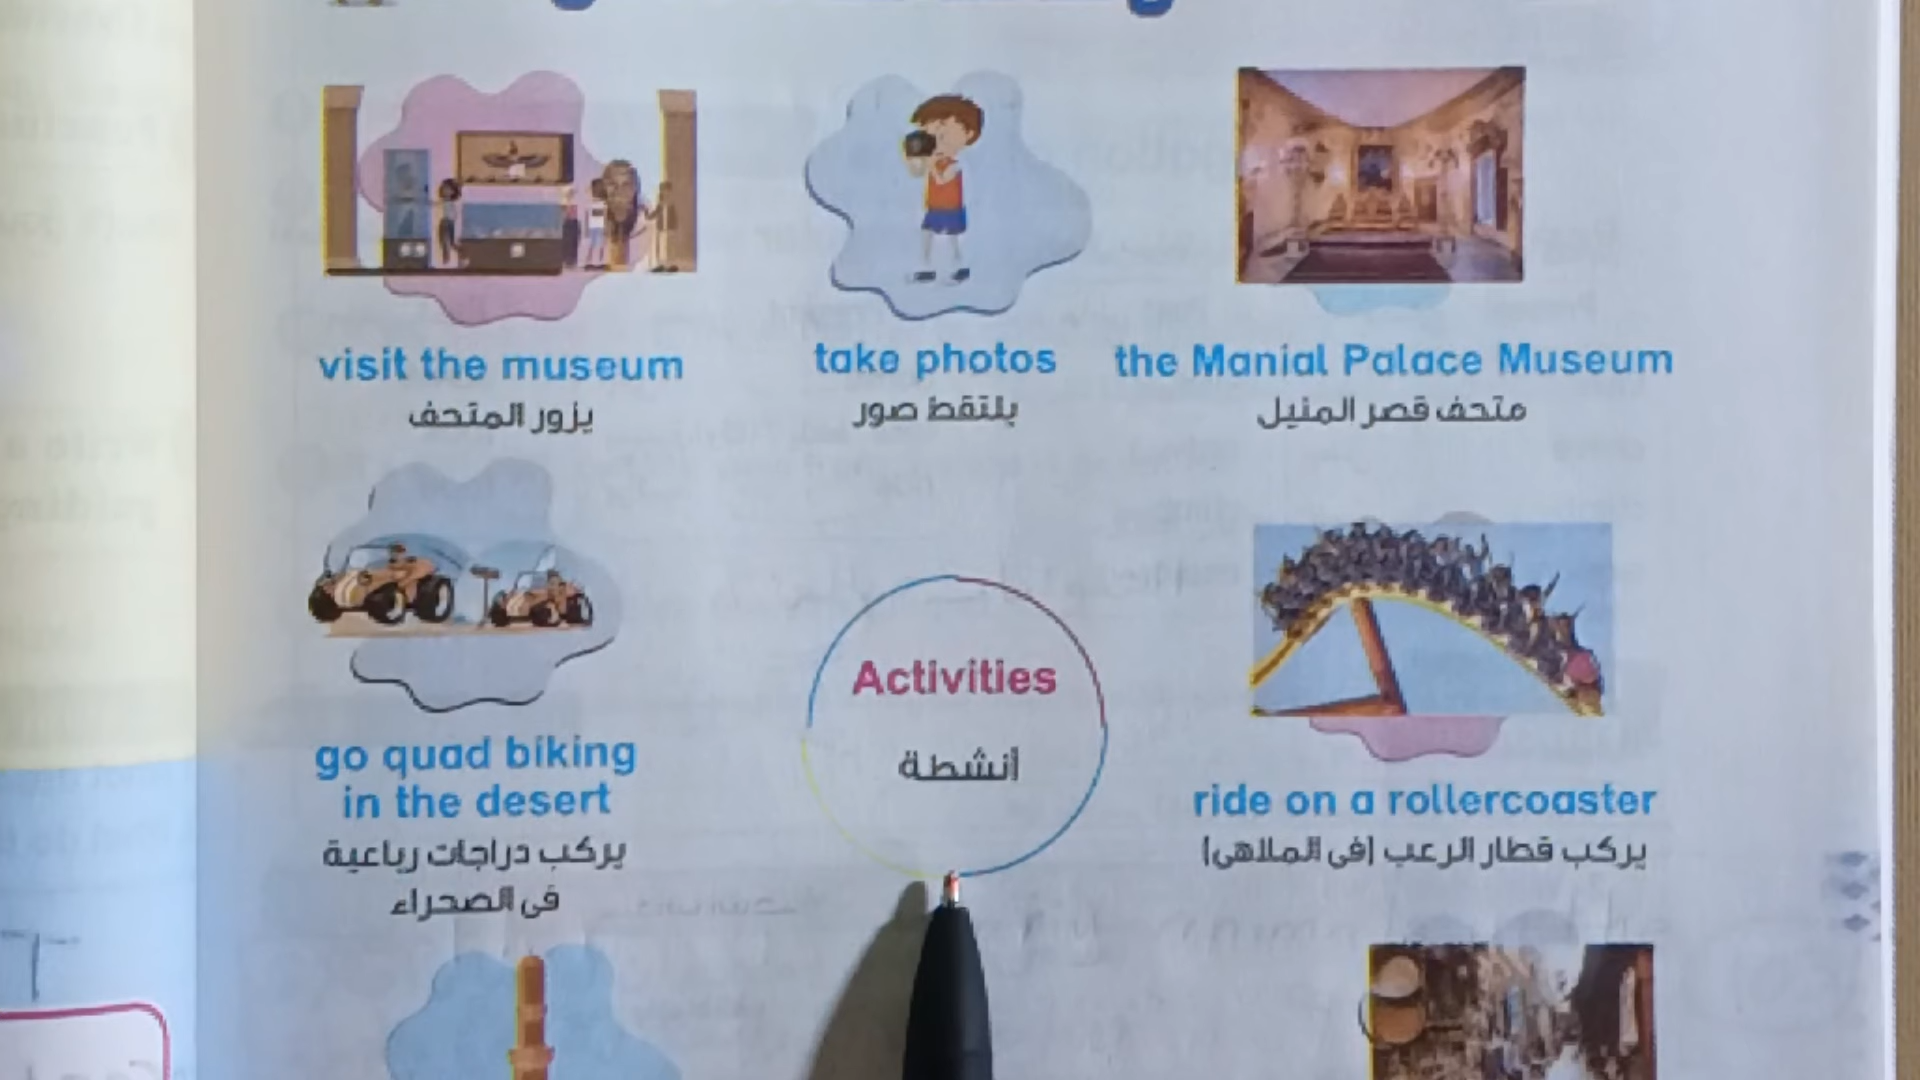 visit the museum
يزور المتحف
take photos
يلتقط صور
the Manial Palace Museum
متحف قصر المنيل
go quad biking
in the desert
يركب دراجات رباعية
فى الصحراء
Activities
أنشطة
ride on a rollercoaster
يركب قطار الرعب (فى الملاهى)